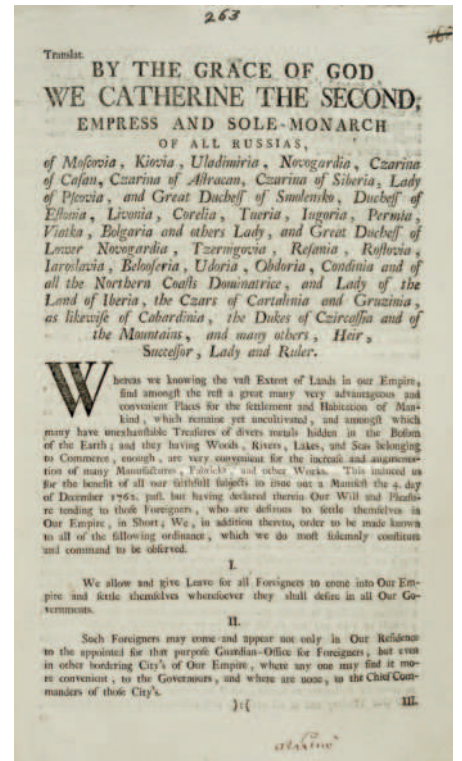 263
Translat.
BY THE GRACE OF GOD
WE CATHERINE THE SECOND,
EMPRESS AND SOLE-MONARCH
OF ALL RUSSIAS,
of Moſcovia, Kiovia, Uladimiria, Novogardia, Czarina
of Caſan, Czarina of Aſtracan, Czarina of Siberia, Lady
of Pſcovia, and Great Ducheſſ of Smolensko, Ducheſſ of
Eſtonia, Livonia, Corelia, Tueria, Ingoria, Permia,
Viatka, Bolgaria and others Lady, and Great Ducheſſ of
Lower Novogardia, Tzernigovia, Reſania, Roſtovia,
Iaroslavia, Belooſeria, Udoria, Obdoria, Condinia and of
all the Northern Coaſts Dominatrice, and Lady of the
Land of Iberia, the Czars of Cartalinia and Gruzinia,
as likewiſe of Cabardinia, the Dukes of Czircaſſia and of
the Mountains, and many others, Heir,
Succeſſor, Lady and Ruler.
Whereas we knowing the vaſt Extent of Lands in our Empire,
find amongſt the reſt a great many very advantageous and
convenient Places for the ſettlement and Habitation of Man-
kind, which remaine yet uncultivated, and amongſt which
many have unexhauſtable Treaſures of divers metals hidden in the Boſom
of the Earth; and they having Woods, Rivers, Lakes, and Seas belonging
to Commerce, enough, are very convenient for the increaſe and augmenta-
tion of many Manufactures, Fabricks, and other Works. This induced us
for the benefit of all our faithfull ſubjects to iſſue out a Manifeſt the 4. day
of December 1762. paſt, but having declared therein Our Will and Pleaſu-
re tending to thoſe Foreigners, who are deſirous to ſettle themſelves in
Our Empire, in Short; We, in addition thereto, order to be made known
to all of the following ordinance, which we do moſt ſolemnly conſtitute
and command to be obſerved.
I.
We allow and give Leave for all Foreigners to come into Our Em-
pire and ſettle themſelves whereſoever they ſhall deſire in all Our Go-
vernments.
II.
Such Foreigners may come and appear not only in Our Reſidence
to the appointed for that purpoſe Guardian-Office for Foreigners, but even
in other bordering City's of Our Empire, where any one may find it mo-
re convenient, to the Governours, and where are none, to the Chief Com-
manders of thoſe City's.
):( III.